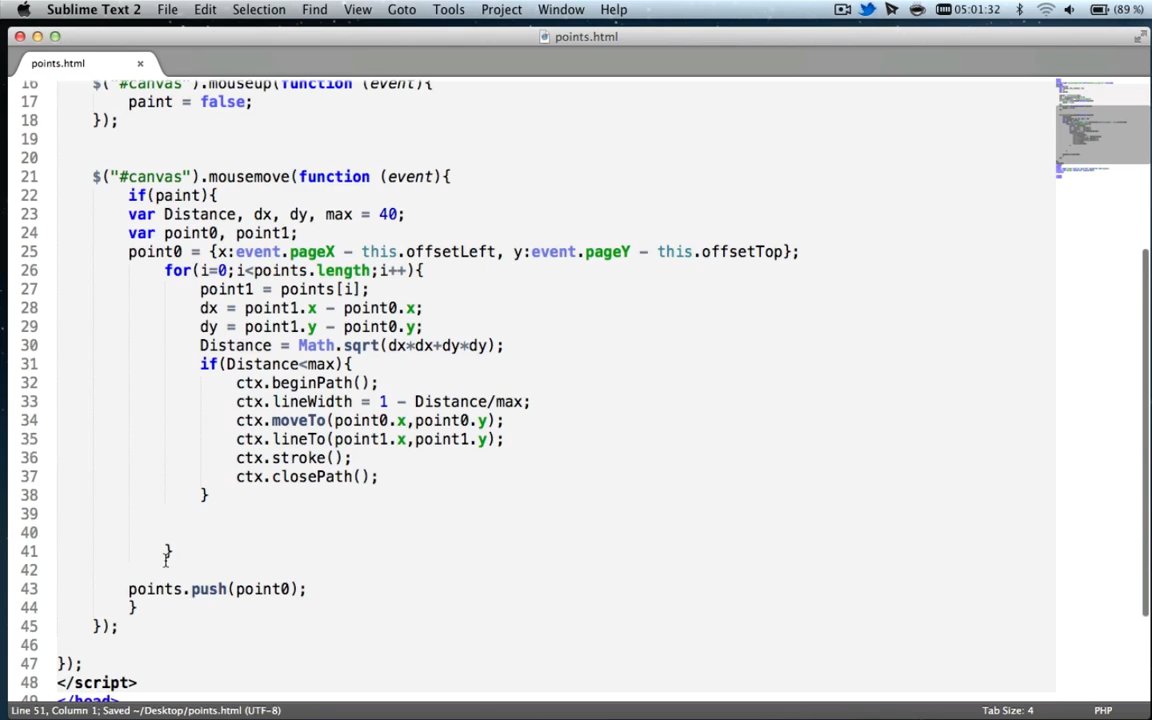 Sublime Text 2 File Edit Selection Find View Goto Tools Project Window Help 05:01:32 (89 %)
points.html
points.html
16 $("#canvas").mouseup(function (event){
17 paint = false;
18 });
19
20
21 $("#canvas").mousemove(function (event){
22 if(paint){
23 var Distance, dx, dy, max = 40;
24 var point0, point1;
25 point0 = {x:event.pageX - this.offsetLeft, y:event.pageY - this.offsetTop};
26 for(i=0;i<points.length;i++){
27 point1 = points[i];
28 dx = point1.x - point0.x;
29 dy = point1.y - point0.y;
30 Distance = Math.sqrt(dx*dx+dy*dy);
31 if(Distance<max){
32 ctx.beginPath();
33 ctx.lineWidth = 1 - Distance/max;
34 ctx.moveTo(point0.x,point0.y);
35 ctx.lineTo(point1.x,point1.y);
36 ctx.stroke();
37 ctx.closePath();
38 }
39
40
41 }
42
43 points.push(point0);
44 }
45 });
46
47 });
48 </script>
49 </head>
Line 51, Column 1; Saved ~/Desktop/points.html (UTF-8) Tab Size: 4 PHP